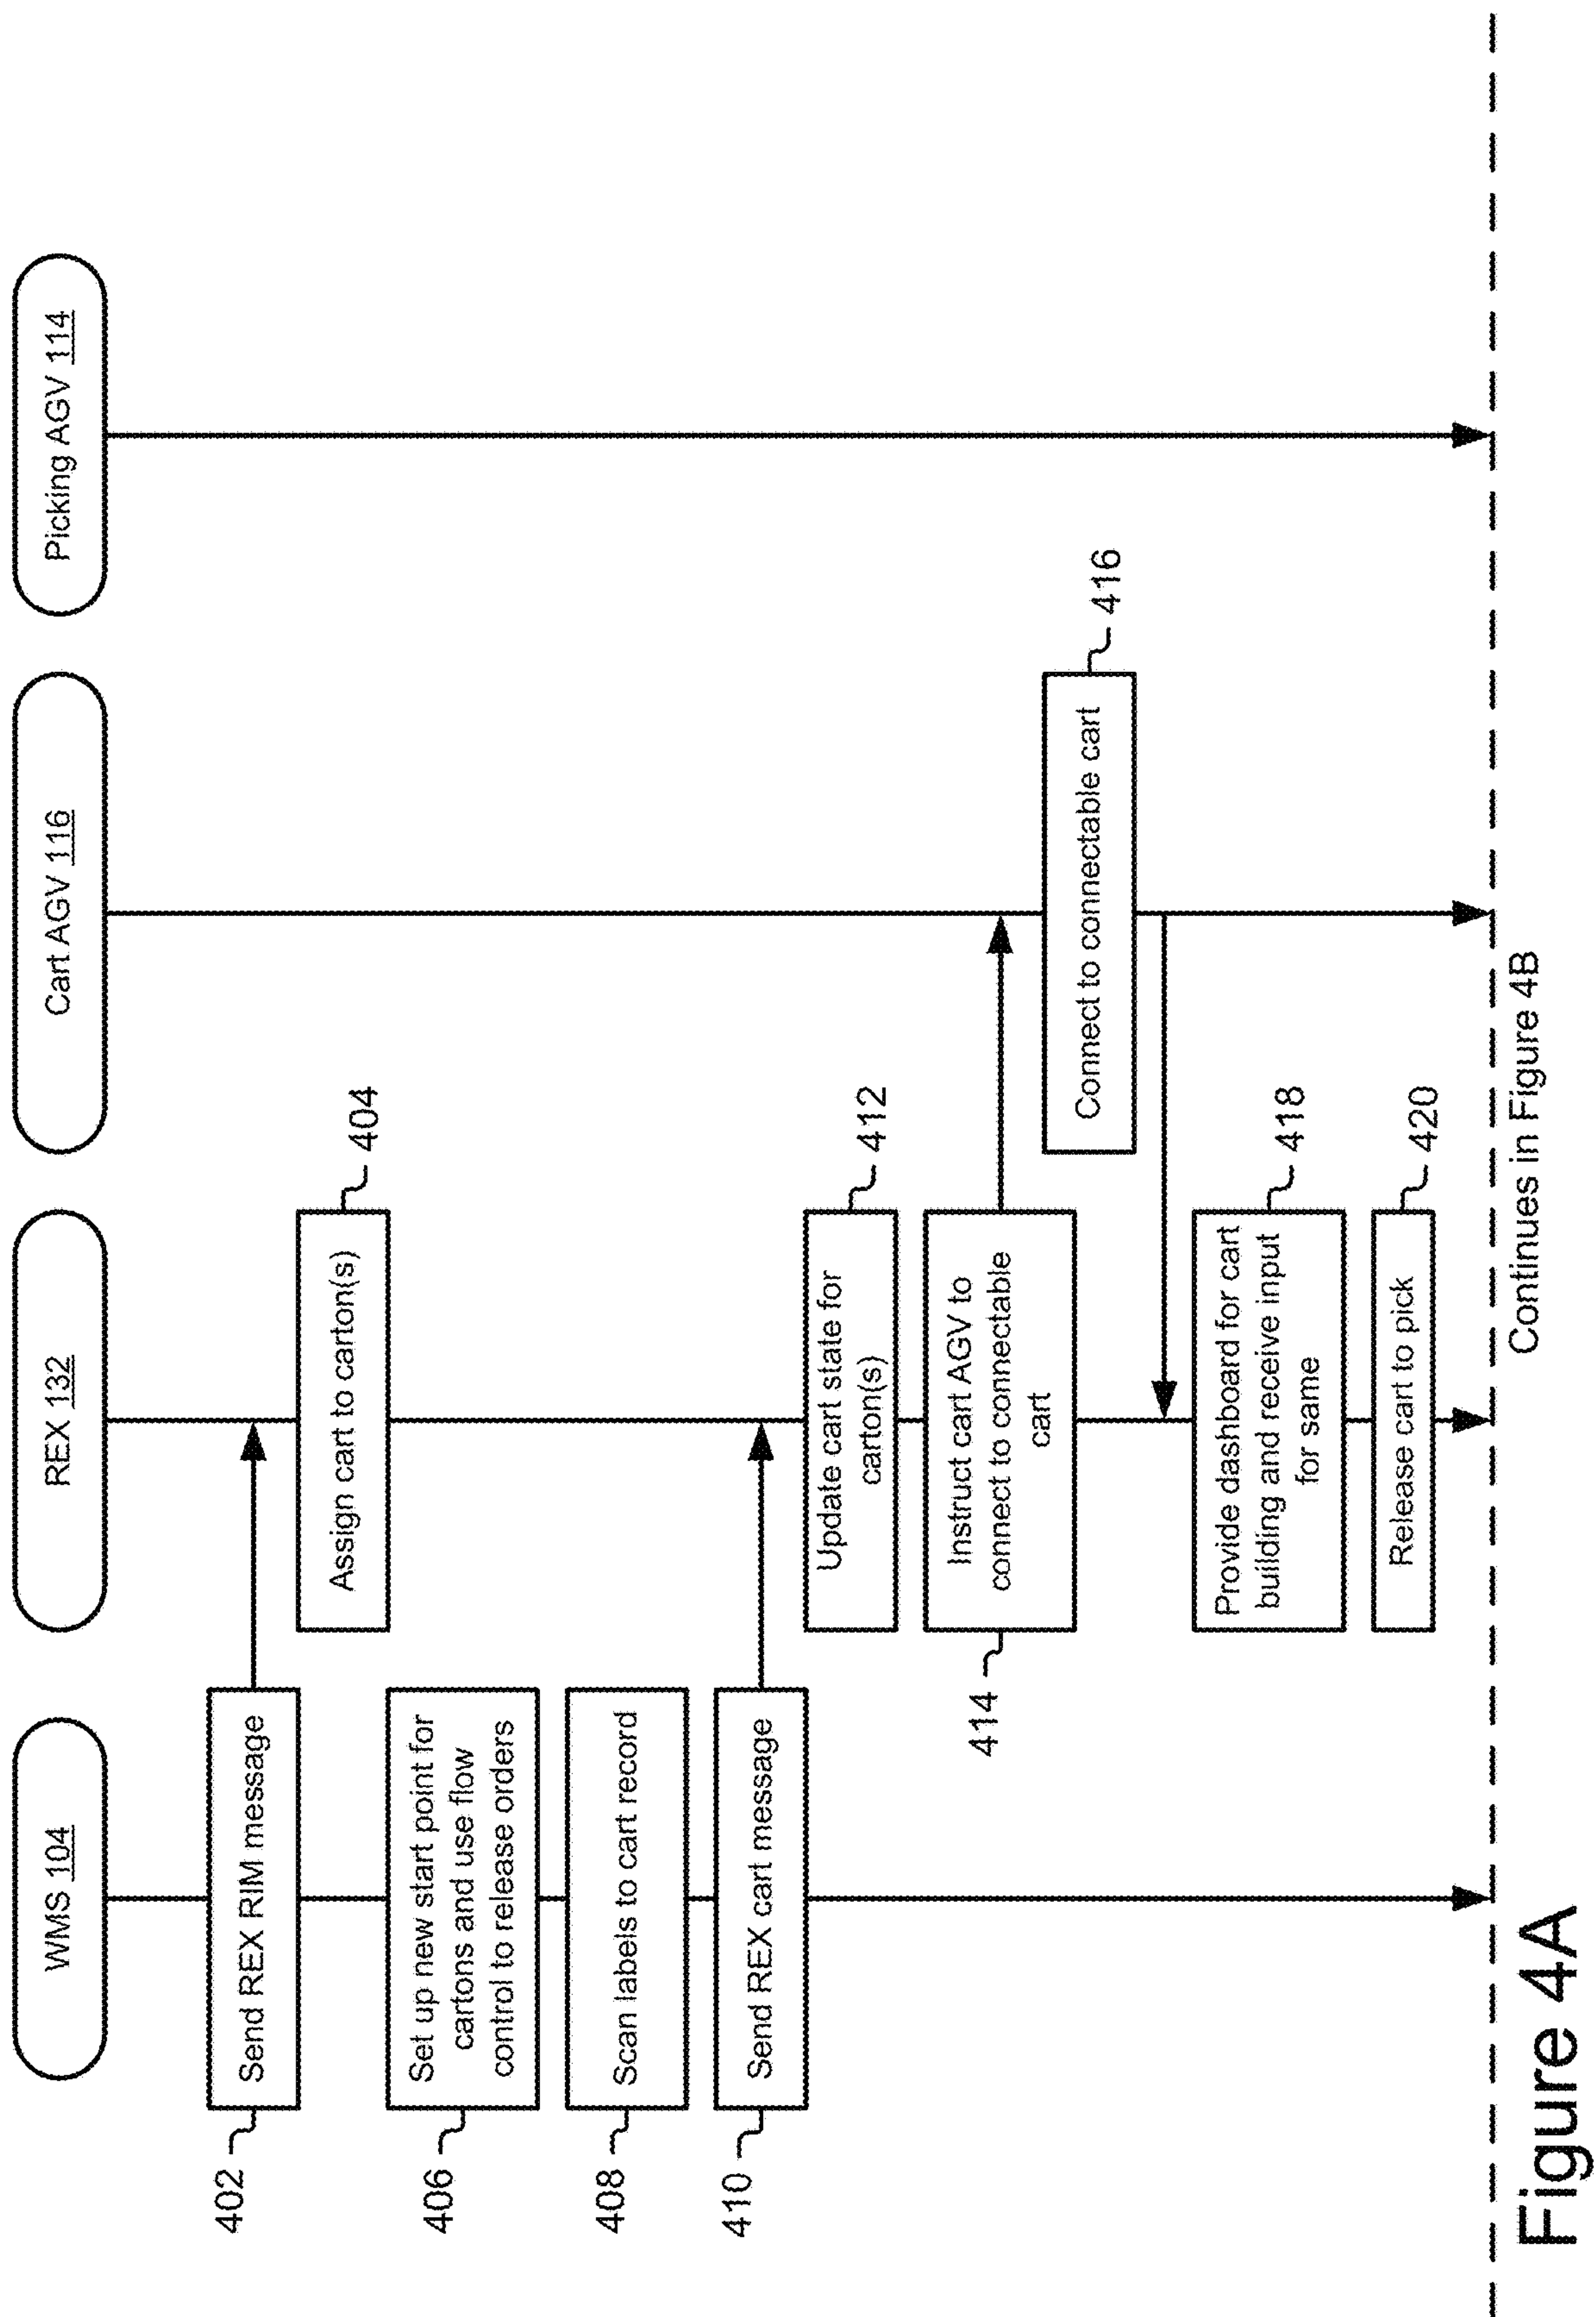 WMS 104
REX 132
Cart AGV 116
Picking AGV 114
402
Send REX RIM message
Assign cart to carton(s)
404
406
Set up new start point for
cartons and use flow
control to release orders
408
Scan labels to cart record
410
Send REX cart message
Update cart state for
carton(s)
412
414
Instruct cart AGV to
connect to connectable
cart
Connect to connectable cart
416
Provide dashboard for cart
building and receive input
for same
418
Release cart to pick
420
Continues in Figure 4B
Figure 4A